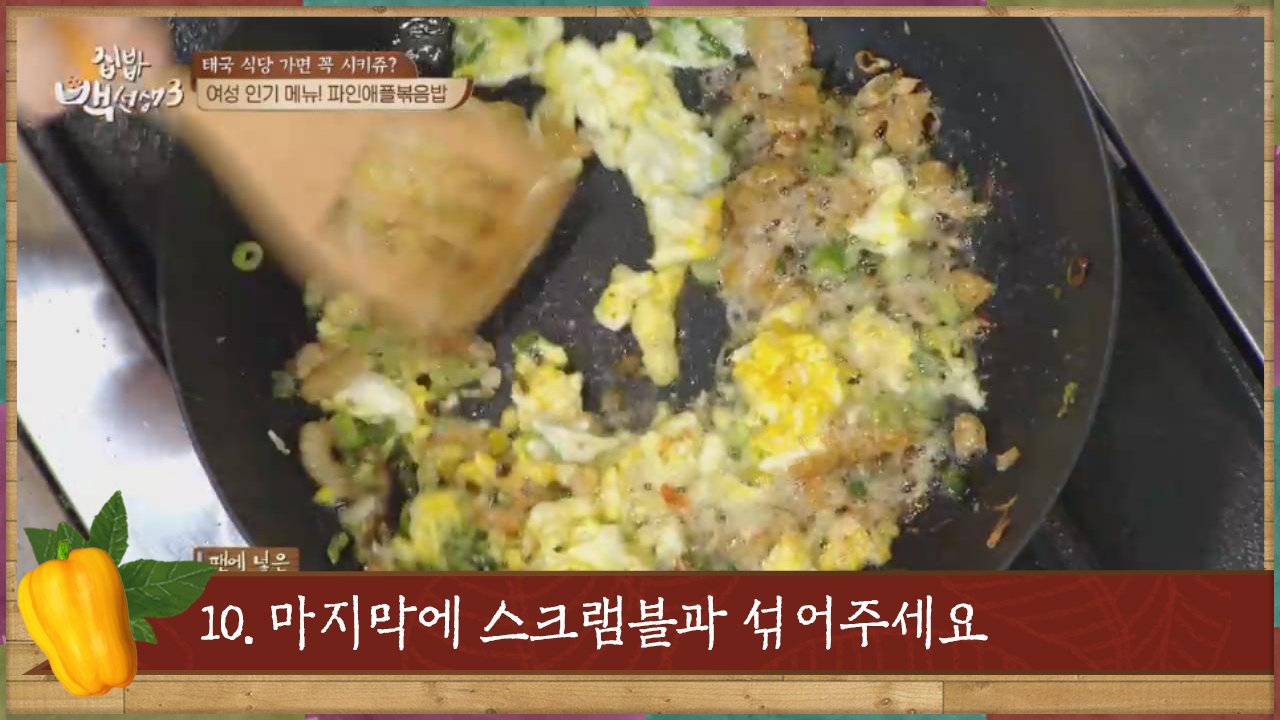 집밥
백선생3
태국 식당 가면 꼭 시키쥬?
여성 인기 메뉴! 파인애플볶음밥
팬에 넣은
10. 마지막에 스크램블과 섞어주세요